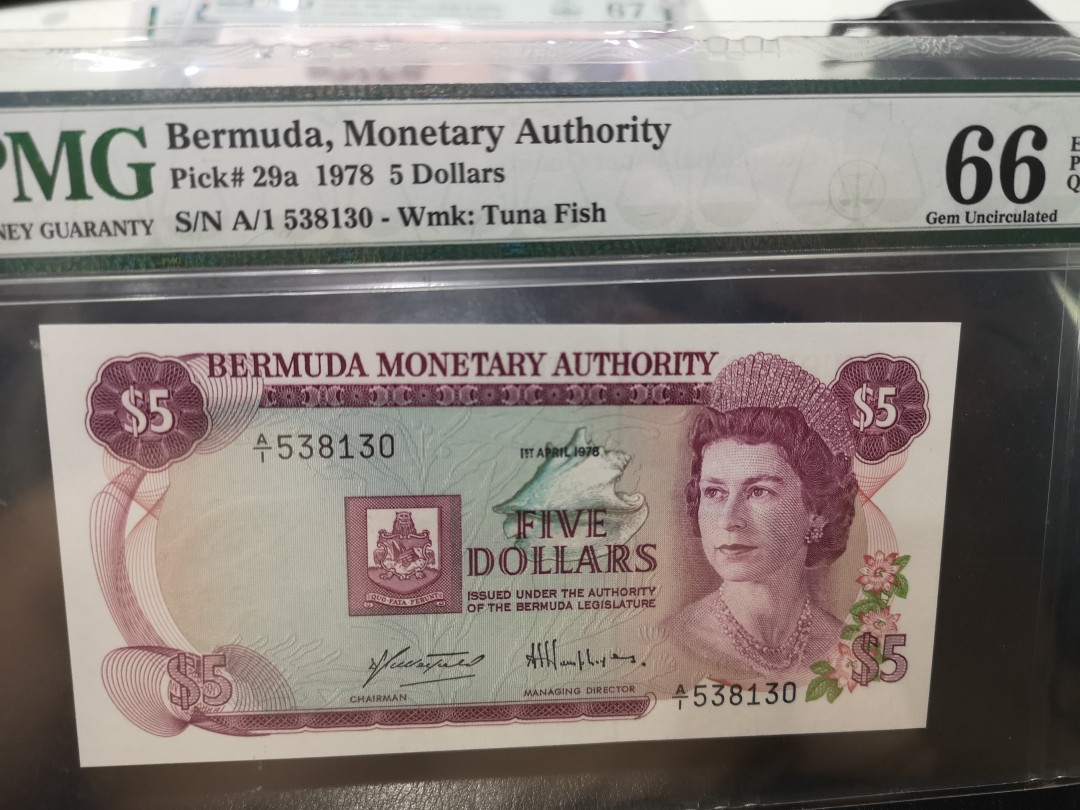 67
PMG Bermuda, Monetary Authority
Pick# 29a 1978 5 Dollars
S/N A/1 538130 - Wmk: Tuna Fish
NEY GUARANTY
66
Gem Uncirculated
E
P
Q
BERMUDA MONETARY AUTHORITY
$5
$5
A/1 538130
1ST APRIL 1978
FIVE
DOLLARS
ISSUED UNDER THE AUTHORITY
OF THE BERMUDA LEGISLATURE
QUO FATA FERUNT
$5
$5
CHAIRMAN
MANAGING DIRECTOR
A/1 538130